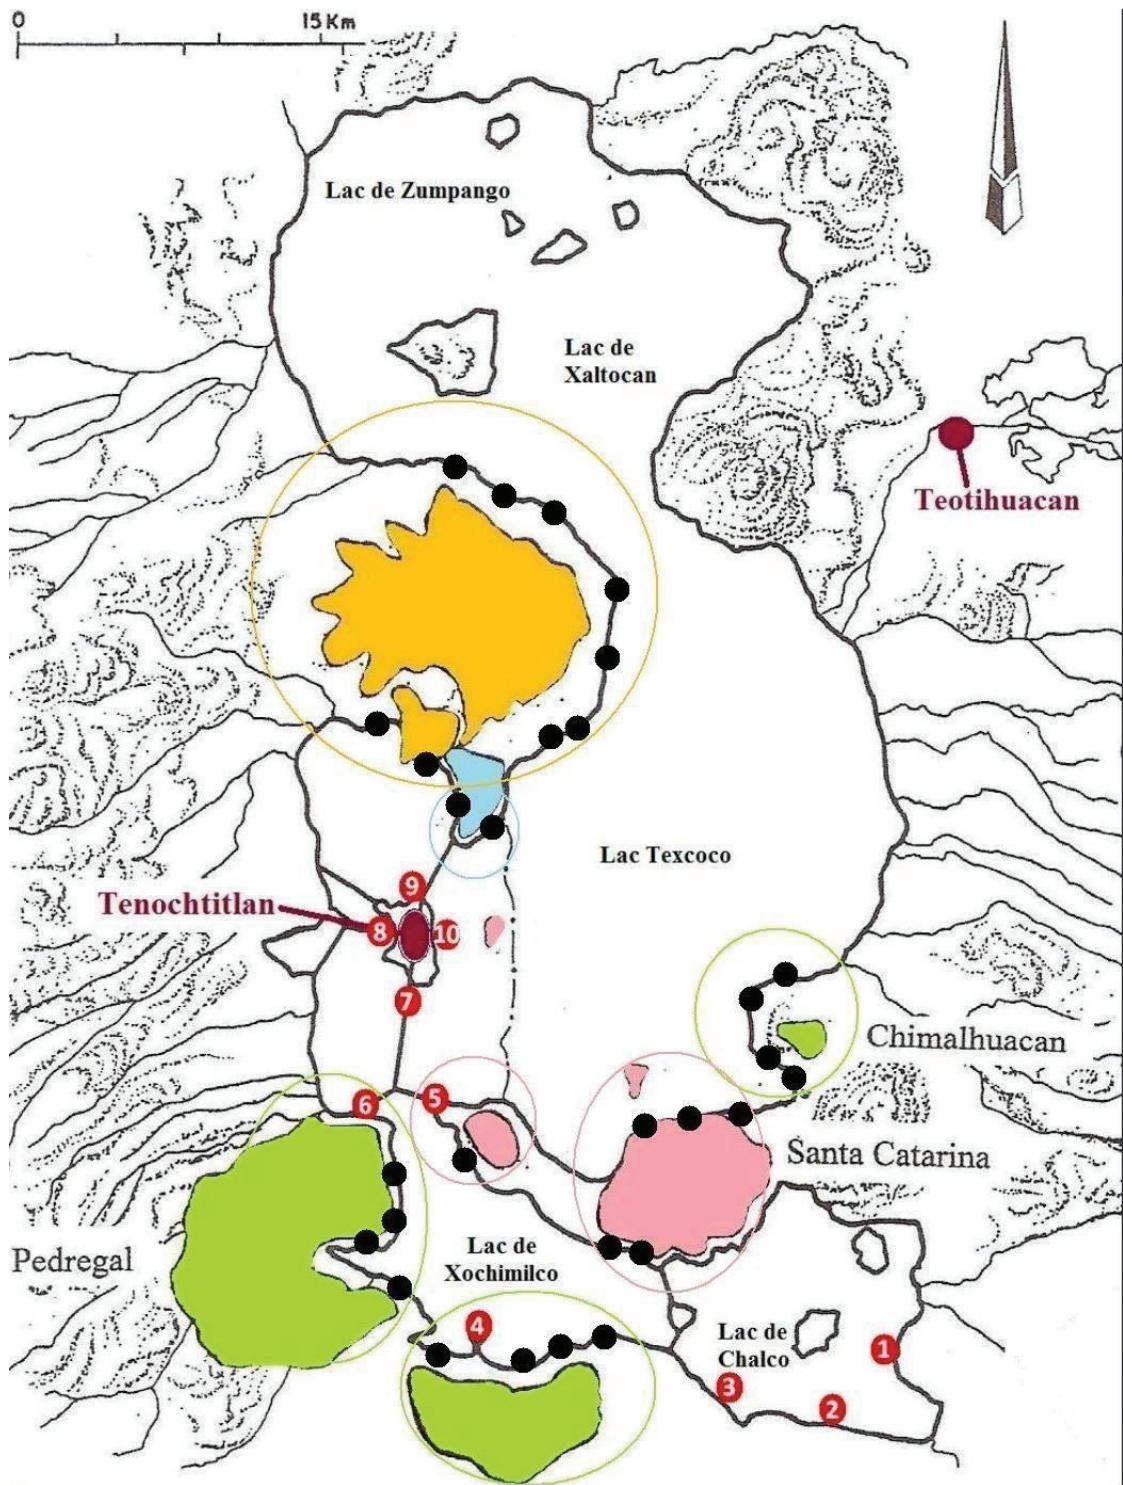 0 15 Km
Lac de Zumpango
Lac de
Xaltocan
Teotihuacan
Lac Texcoco
9
Tenochtitlan
8
10
7
Chimalhuacan
6
5
Santa Catarina
Pedregal
Lac de
Xochimilco
4
Lac de
Chalco
1
3
2